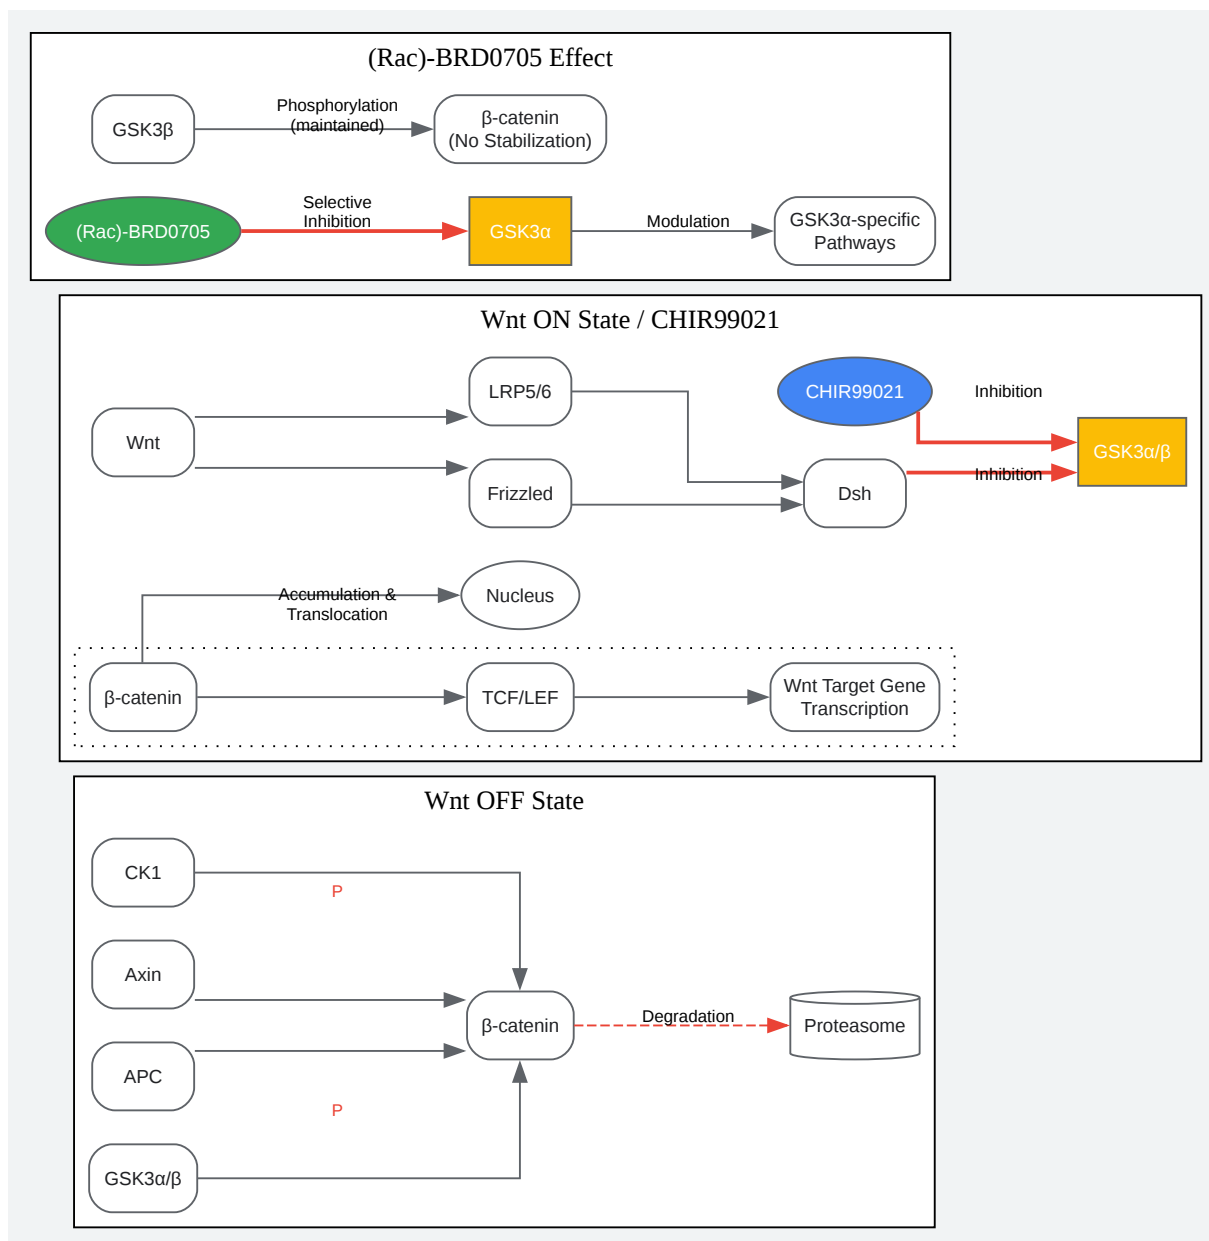 (Rac)-BRD0705 Effect
GSK3β
Phosphorylation
(maintained)
β-catenin
(No Stabilization)
(Rac)-BRD0705
Selective
Inhibition
GSK3α
Modulation
GSK3α-specific
Pathways
Wnt ON State / CHIR99021
Wnt
LRP5/6
Frizzled
CHIR99021
Inhibition
Dsh
Inhibition
GSK3α/β
Accumulation &
Translocation
Nucleus
β-catenin
TCF/LEF
Wnt Target Gene
Transcription
Wnt OFF State
CK1
P
Axin
APC
P
GSK3α/β
β-catenin
Degradation
Proteasome